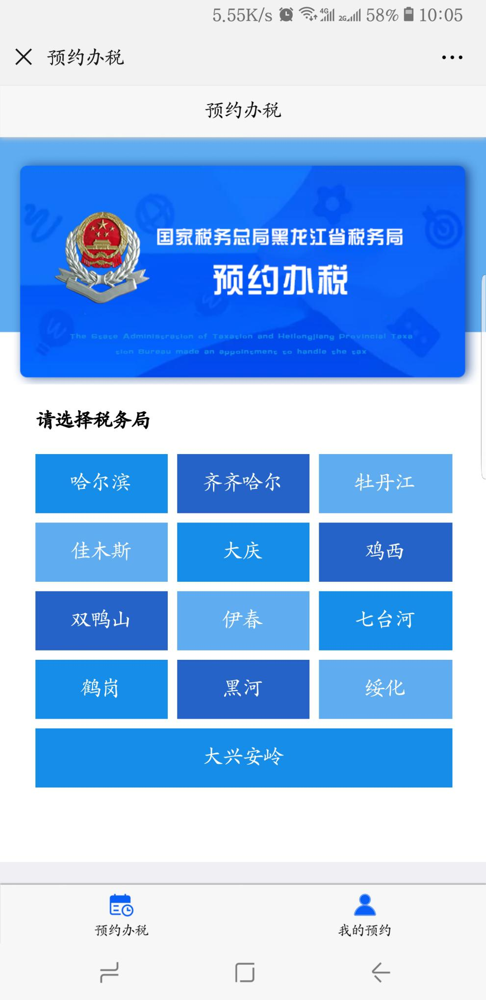 5.55K/s 4G 2G 58% 10:05
预约办税
预约办税
国家税务总局黑龙江省税务局
预约办税
The State Administration of Taxation and Heilongjiang Provincial Taxa
tion Bureau made an appointment to handle the tax
请选择税务局
哈尔滨 齐齐哈尔 牡丹江
佳木斯 大庆 鸡西
双鸭山 伊春 七台河
鹤岗 黑河 绥化
大兴安岭
预约办税 我的预约